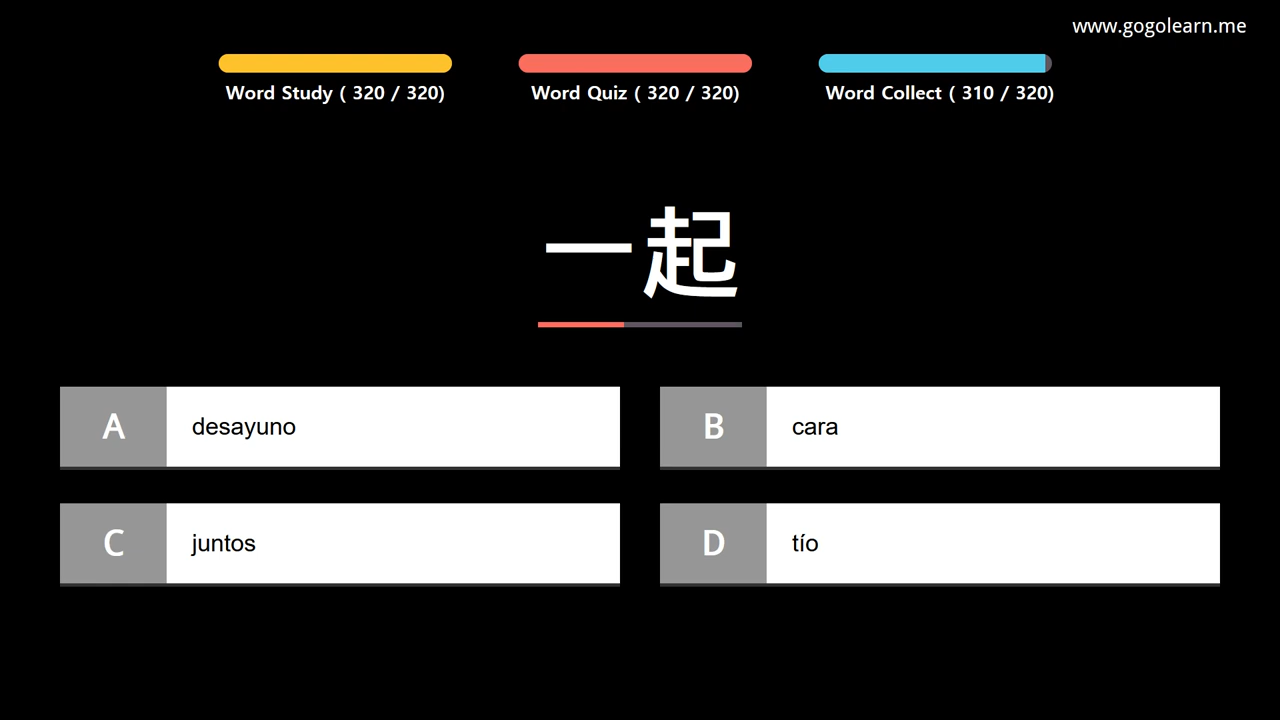 www.gogolearn.me
Word Study ( 320 / 320)
Word Quiz ( 320 / 320)
Word Collect ( 310 / 320)
一起
A desayuno
B cara
C juntos
D tío